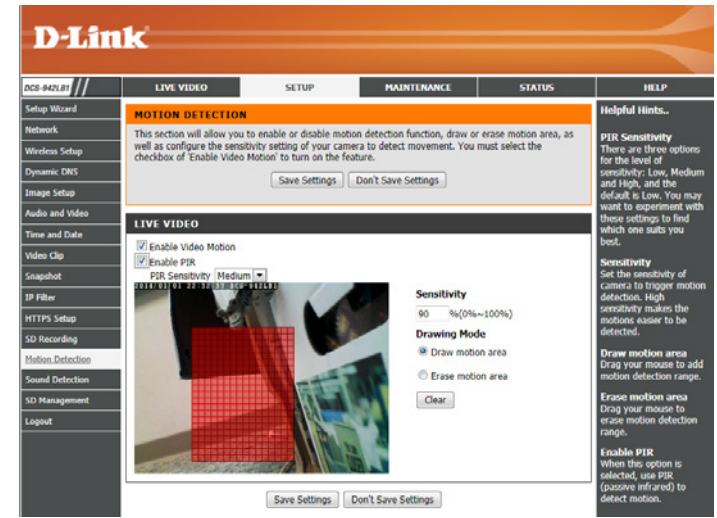 D-Link
DCS-942LB1
LIVE VIDEO
SETUP
MAINTENANCE
STATUS
HELP
Setup Wizard
Network
Wireless Setup
Dynamic DNS
Image Setup
Audio and Video
Time and Date
Video Clip
Snapshot
IP Filter
HTTPS Setup
SD Recording
Motion Detection
Sound Detection
SD Management
Logout
MOTION DETECTION
This section will allow you to enable or disable motion detection function, draw or erase motion area, as
well as configure the sensitivity setting of your camera to detect movement. You must select the
checkbox of 'Enable Video Motion' to turn on the feature.
Save Settings
Don't Save Settings
LIVE VIDEO
Enable Video Motion
Enable PIR
PIR Sensitivity Medium
DCS-942LB1
Sensitivity
90 %(0%~100%)
Drawing Mode
Draw motion area
Erase motion area
Clear
Save Settings
Don't Save Settings
Helpful Hints..
PIR Sensitivity
There are three options
for the level of
sensitivity: Low, Medium
and High, and the
default is Low. You may
want to experiment with
these settings to find
which one suits you
best.
Sensitivity
Set the sensitivity of
camera to trigger motion
detection. High
sensitivity makes the
motions easier to be
detected.
Draw motion area
Drag your mouse to add
motion detection range.
Erase motion area
Drag your mouse to
erase motion detection
range.
Enable PIR
When this option is
selected, use PIR
(passive infrared) to
detect motion.